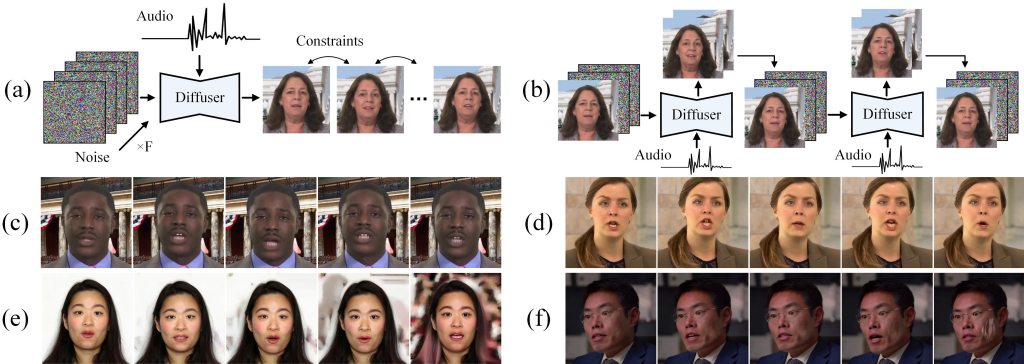 (a)
Audio
Noise
×F
Diffuser
Constraints
...
(b)
Diffuser
Audio
Diffuser
Audio
(c)
(d)
(e)
(f)